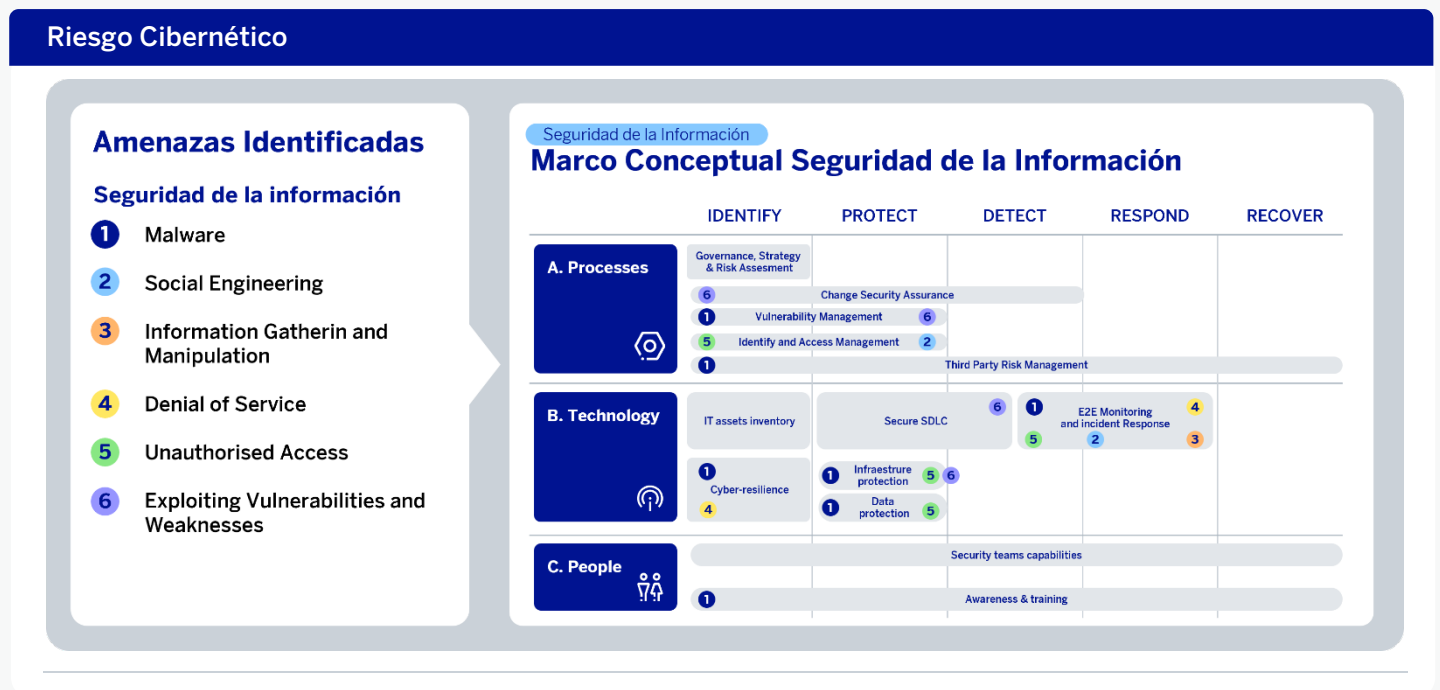 Riesgo Cibernético
Amenazas Identificadas
Seguridad de la información
1 Malware
2 Social Engineering
3 Information Gatherin and
Manipulation
4 Denial of Service
5 Unauthorised Access
6 Exploiting Vulnerabilities and
Weaknesses
Seguridad de la Información
Marco Conceptual Seguridad de la Información
IDENTIFY PROTECT DETECT RESPOND RECOVER
A. Processes
Governance, Strategy
& Risk Assesment
6 Change Security Assurance
1 Vulnerability Management 6
5 Identify and Access Management 2
1 Third Party Risk Management
B. Technology
IT assets inventory
Secure SDLC 6
1 E2E Monitoring 4
and incident Response
5 2 3
1
Cyber-resilience
4
1 Infraestrure 5 6
protection
1 Data
protection 5
C. People
Security teams capabilities
1 Awareness & training